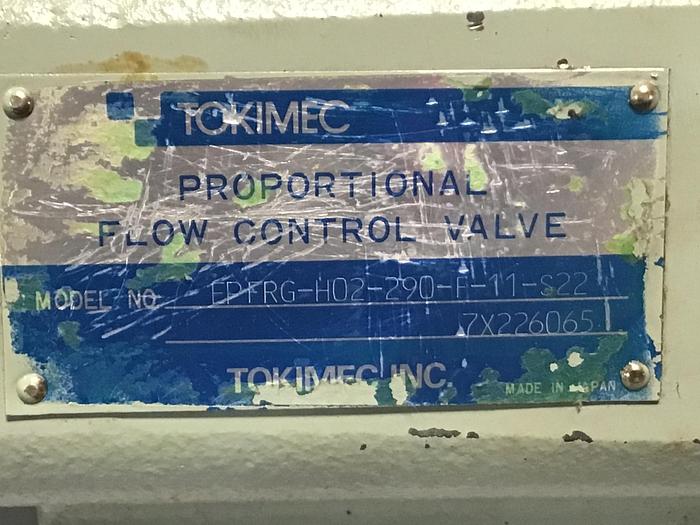 TOKIMEC
PROPORTIONAL
FLOW CONTROL VALVE
MODEL NO EPFRG-H02-290-F-11-S22
7X226065
TOKIMEC INC.
MADE IN JAPAN